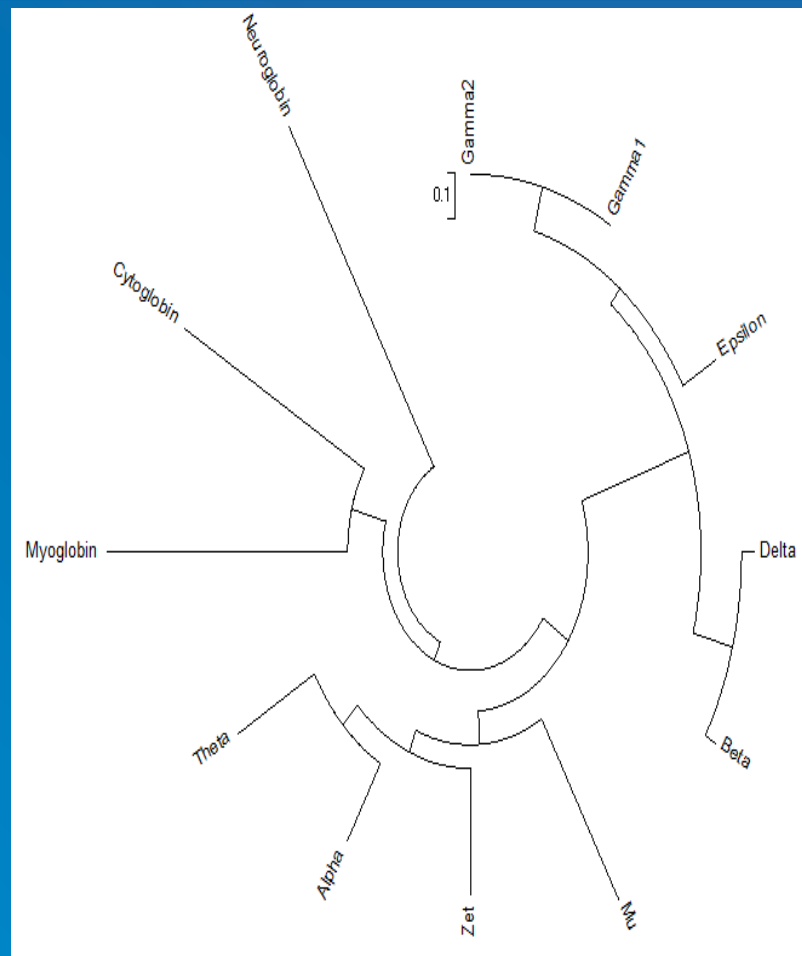 Neuroglobin
Gamma2
0.1
Gamma1
Cytoglobin
Epsilon
Myoglobin
Delta
Theta
Beta
Alpha
Zet
Mu